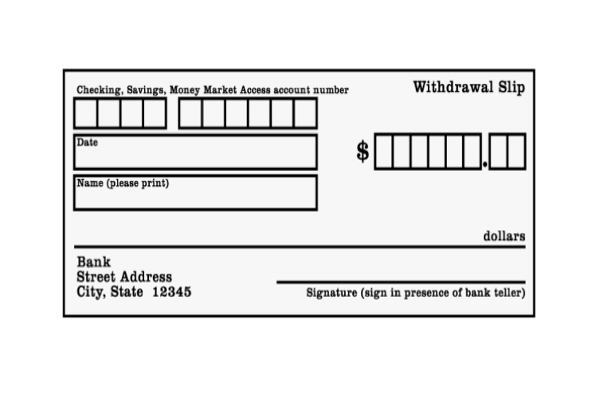 Checking, Savings, Money Market Access account number
Withdrawal Slip
Date
$ .
Name (please print)
dollars
Bank
Street Address
City, State 12345
Signature (sign in presence of bank teller)